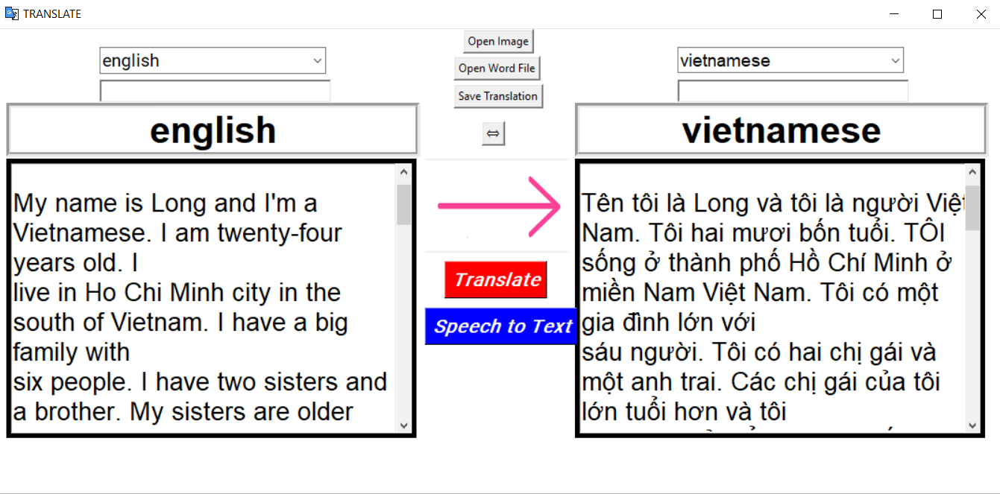 TRANSLATE
english
Open Image
vietnamese
Open Word File
Save Translation
english
⇔
vietnamese
My name is Long and I'm a
Vietnamese. I am twenty-four
years old. I
live in Ho Chi Minh city in the
south of Vietnam. I have a big
family with
six people. I have two sisters and
a brother. My sisters are older
Translate
Speech to Text
Tên tôi là Long và tôi là người Việt
Nam. Tôi hai mươi bốn tuổi. TÔI
sống ở thành phố Hồ Chí Minh ở
miền Nam Việt Nam. Tôi có một
gia đình lớn với
sáu người. Tôi có hai chị gái và
một anh trai. Các chị gái của tôi
lớn tuổi hơn và tôi